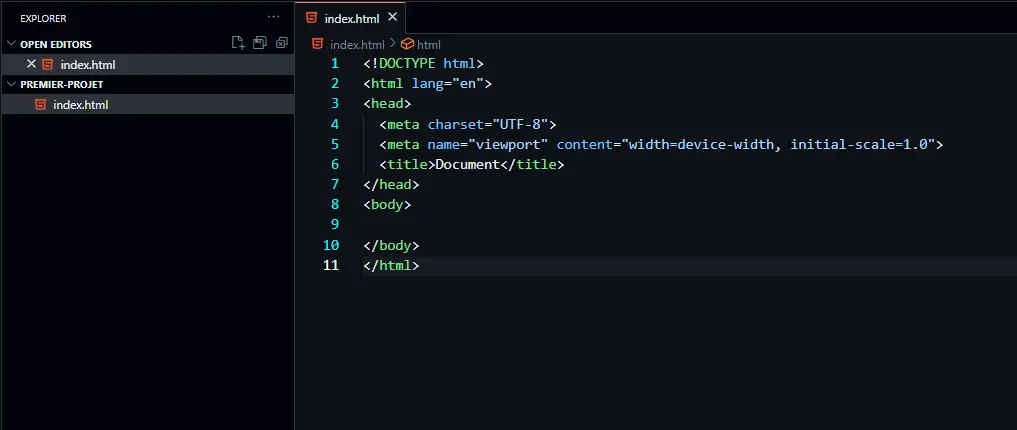 EXPLORER ...
OPEN EDITORS
index.html
PREMIER-PROJET
index.html
index.html
index.html > html
1 <!DOCTYPE html>
2 <html lang="en">
3 <head>
4   <meta charset="UTF-8">
5   <meta name="viewport" content="width=device-width, initial-scale=1.0">
6   <title>Document</title>
7 </head>
8 <body>
9
10 </body>
11 </html>